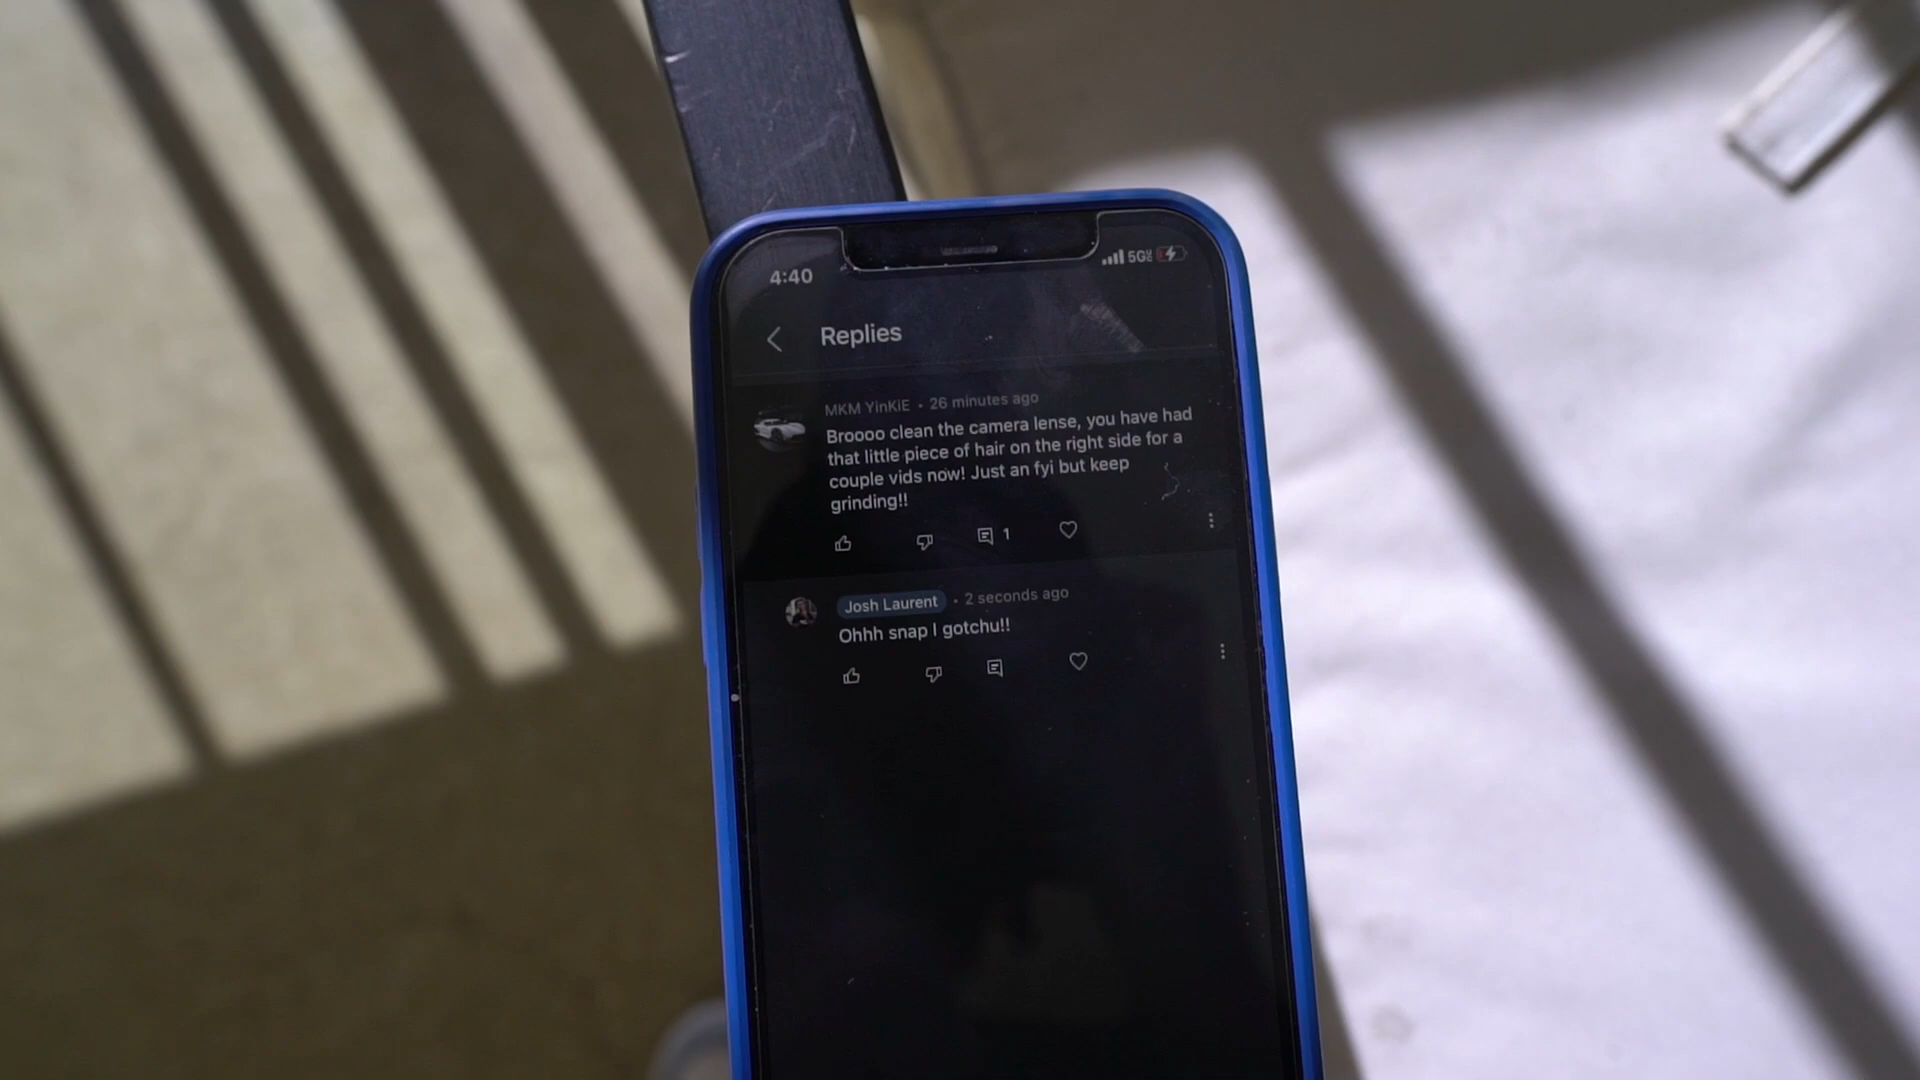 4:40
5G
Replies
MKM YinKiE • 26 minutes ago
Broooo clean the camera lense, you have had
that little piece of hair on the right side for a
couple vids now! Just an fyi but keep
grinding!!
1
Josh Laurent • 2 seconds ago
Ohhh snap I gotchu!!